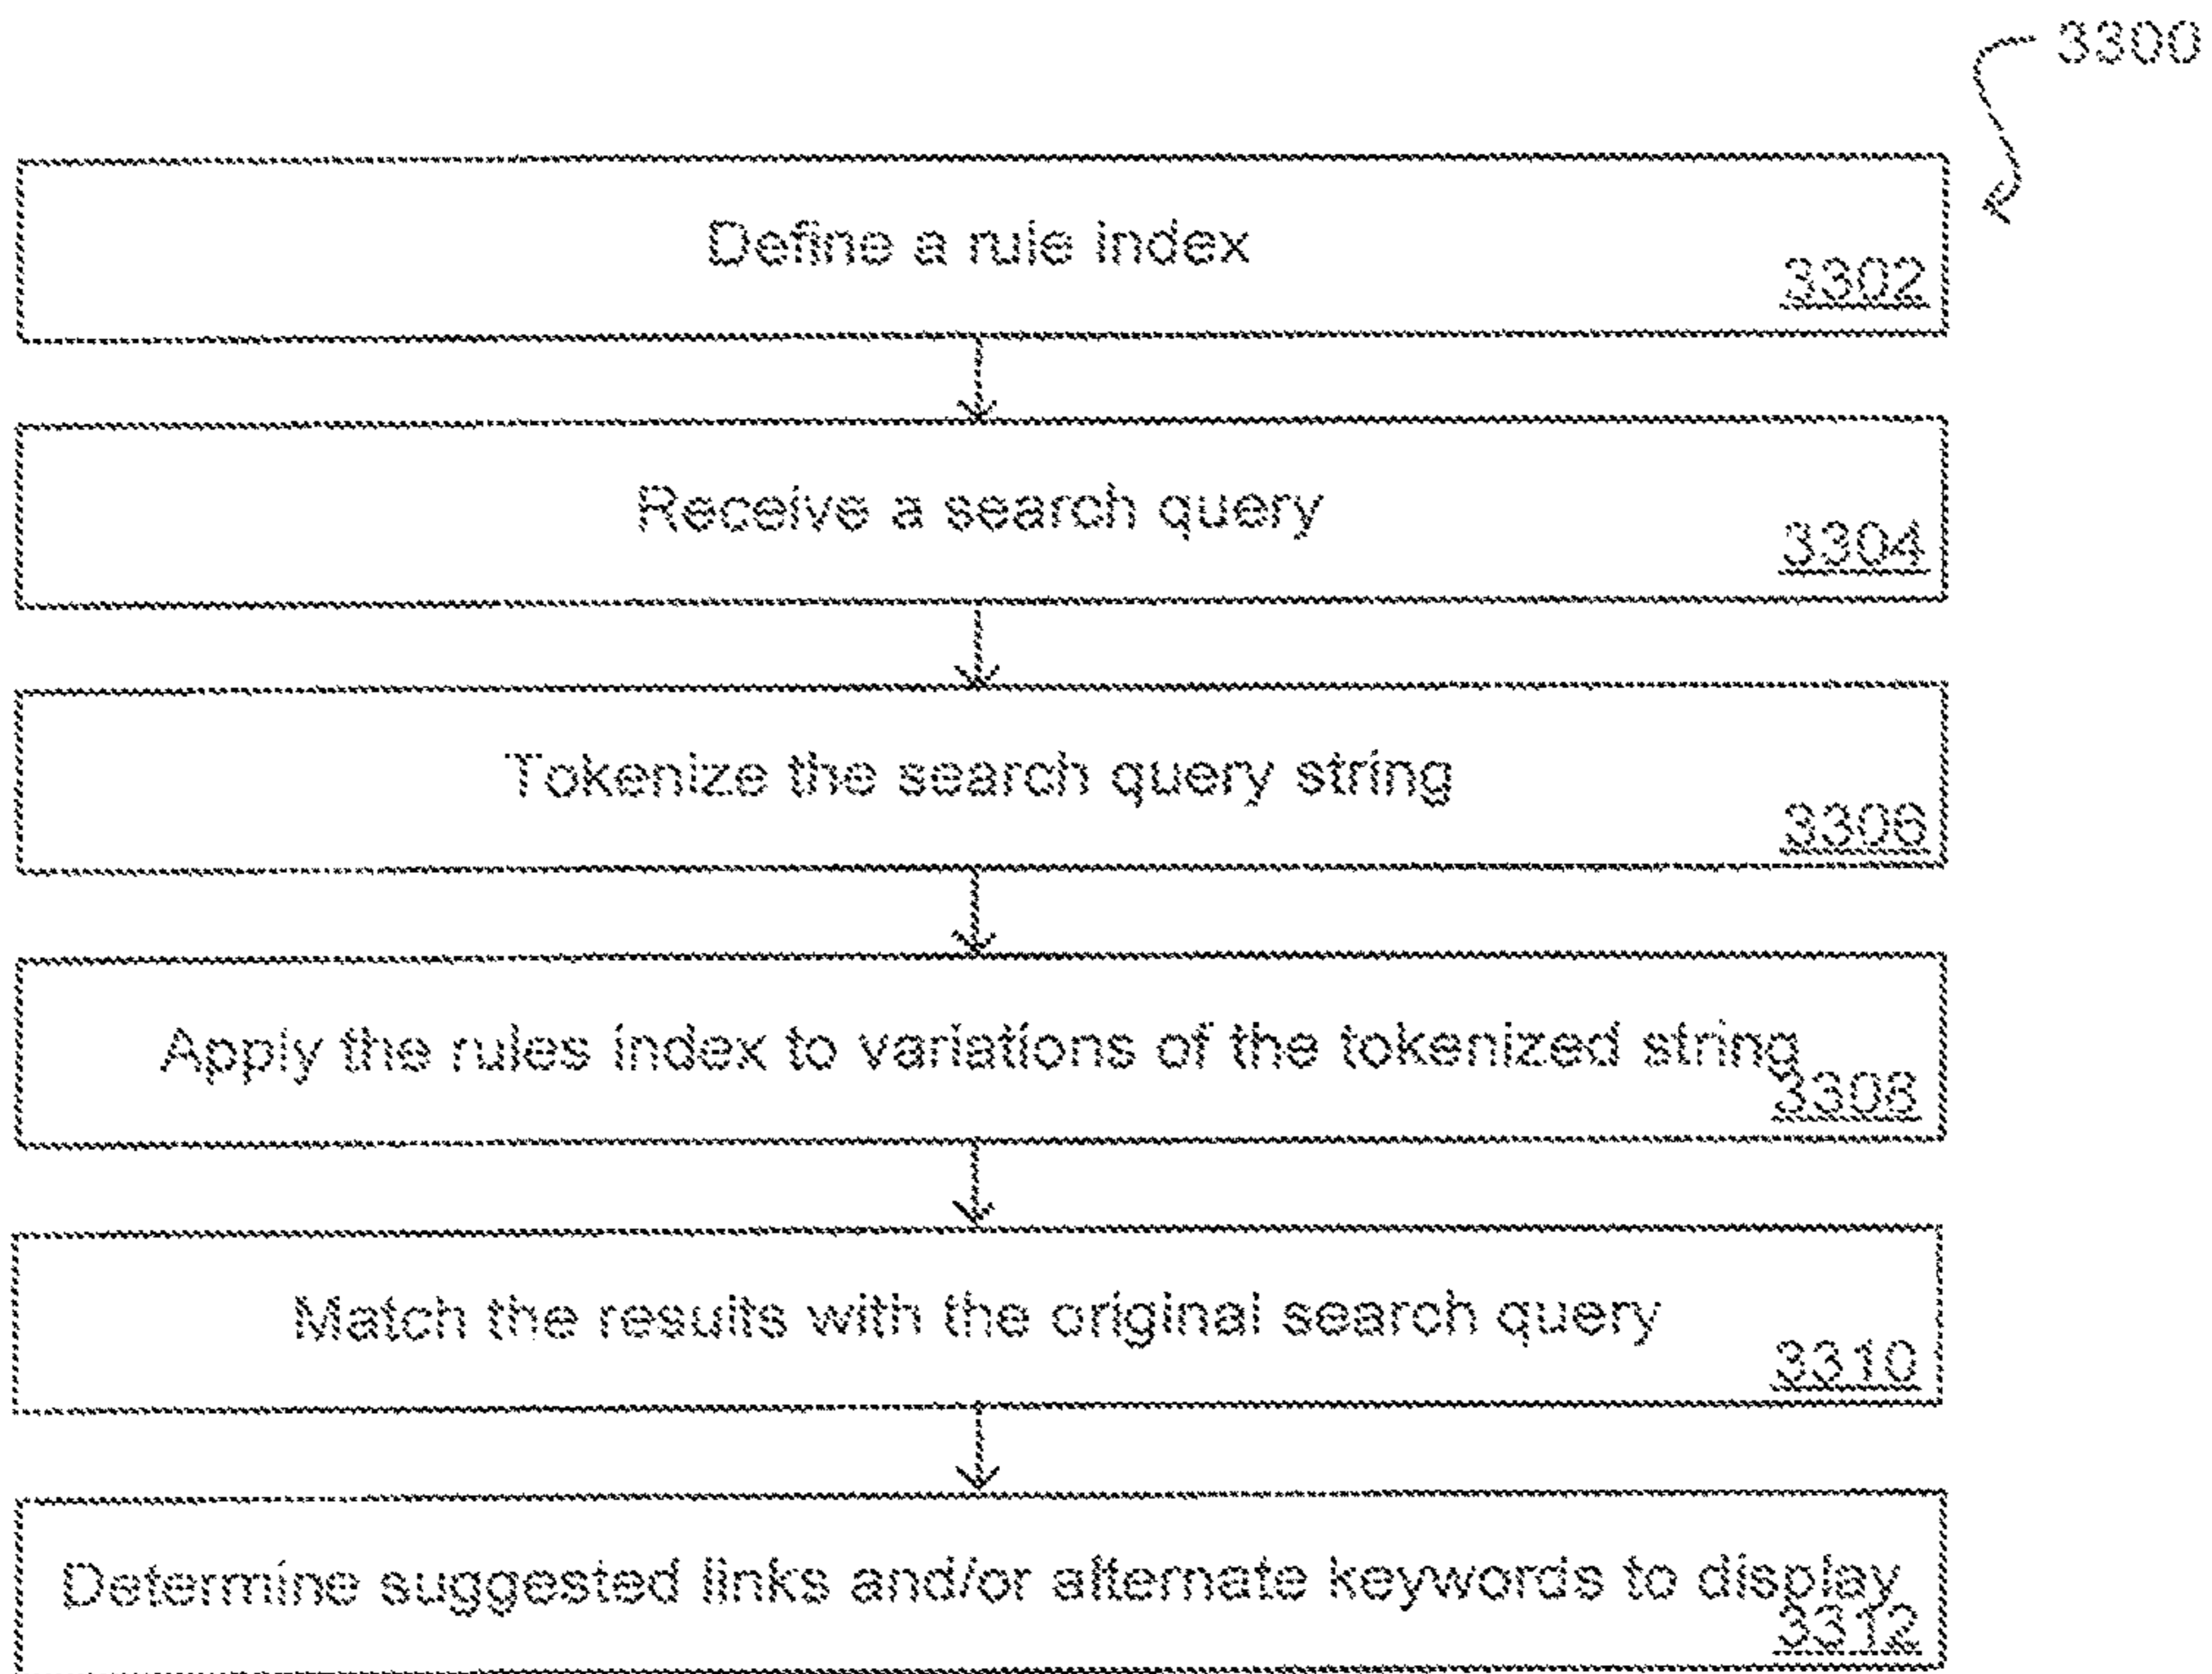 3300
Define a rule index
3302
Receive a search query
3304
Tokenize the search query string
3306
Apply the rules index to variations of the tokenized string
3308
Match the results with the original search query
3310
Determine suggested links and/or alternate keywords to display
3312